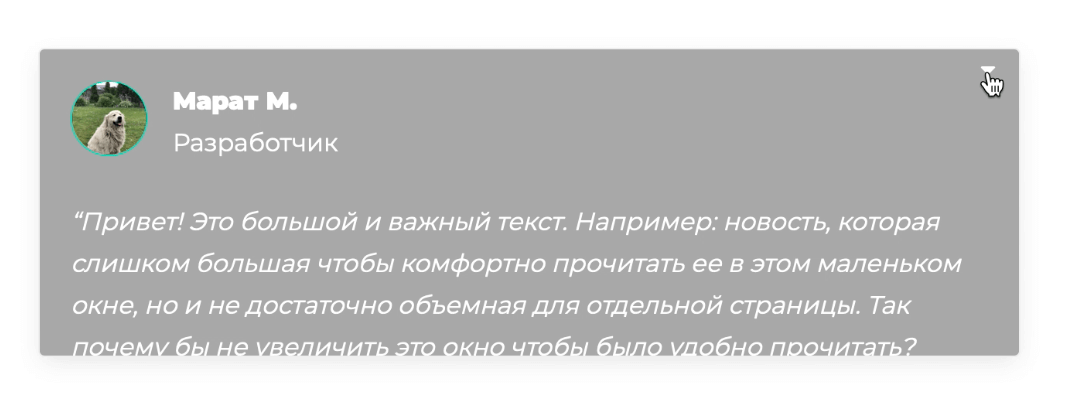 Марат М.
Разработчик
“Привет! Это большой и важный текст. Например: новость, которая
слишком большая чтобы комфортно прочитать ее в этом маленьком
окне, но и не достаточно объемная для отдельной страницы. Так
почему бы не увеличить это окно чтобы было удобно прочитать?